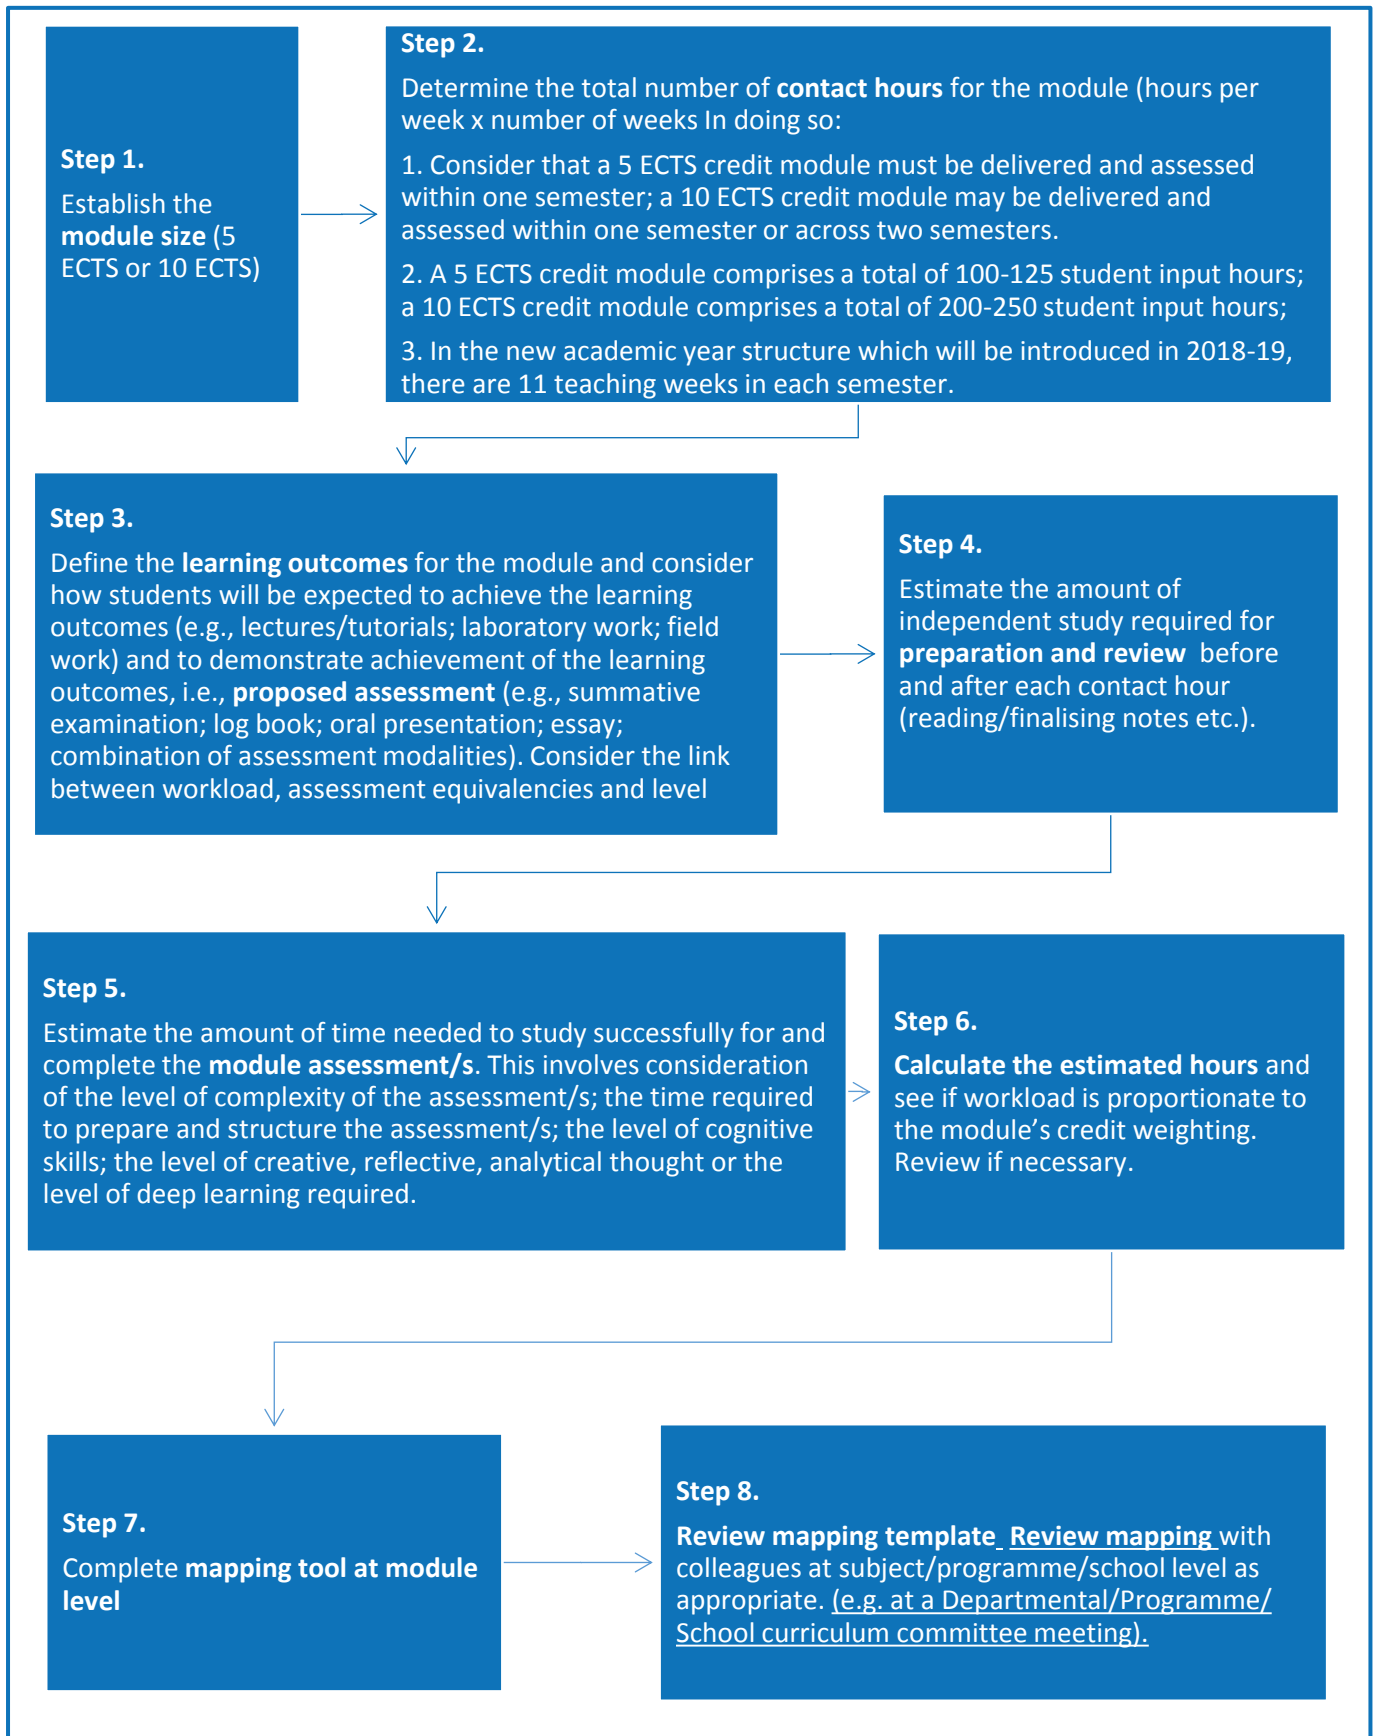 Step 1.
Establish the
module size (5
ECTS or 10 ECTS)
Step 2.
Determine the total number of contact hours for the module (hours per
week x number of weeks In doing so:
1. Consider that a 5 ECTS credit module must be delivered and assessed
within one semester; a 10 ECTS credit module may be delivered and
assessed within one semester or across two semesters.
2. A 5 ECTS credit module comprises a total of 100-125 student input hours;
a 10 ECTS credit module comprises a total of 200-250 student input hours;
3. In the new academic year structure which will be introduced in 2018-19,
there are 11 teaching weeks in each semester.
Step 3.
Define the learning outcomes for the module and consider
how students will be expected to achieve the learning
outcomes (e.g., lectures/tutorials; laboratory work; field
work) and to demonstrate achievement of the learning
outcomes, i.e., proposed assessment (e.g., summative
examination; log book; oral presentation; essay;
combination of assessment modalities). Consider the link
between workload, assessment equivalencies and level
Step 4.
Estimate the amount of
independent study required for
preparation and review before
and after each contact hour
(reading/finalising notes etc.).
Step 5.
Estimate the amount of time needed to study successfully for and
complete the module assessment/s. This involves consideration
of the level of complexity of the assessment/s; the time required
to prepare and structure the assessment/s; the level of cognitive
skills; the level of creative, reflective, analytical thought or the
level of deep learning required.
Step 6.
Calculate the estimated hours and
see if workload is proportionate to
the module’s credit weighting.
Review if necessary.
Step 7.
Complete mapping tool at module
level
Step 8.
Review mapping template Review mapping with
colleagues at subject/programme/school level as
appropriate. (e.g. at a Departmental/Programme/
School curriculum committee meeting).